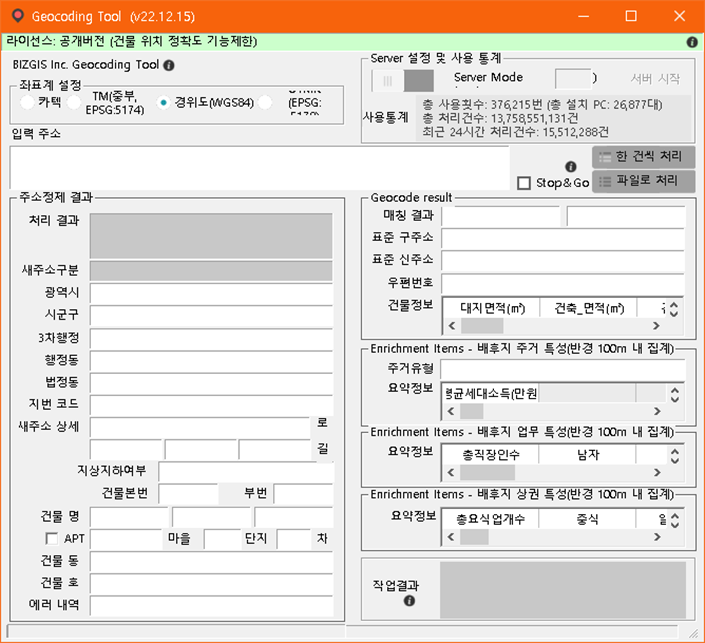 Geocoding Tool (v22.12.15)
라이선스: 공개버전 (건물 위치 정확도 기능제한)
BIZGIS Inc. Geocoding Tool
좌표계 설정
카텍
TM(중부, EPSG:5174)
경위도(WGS84)
(EPSG:
Server 설정 및 사용 통계
Server Mode
)
서버 시작
사용통계
총 사용횟수: 376,215번 (총 설치 PC: 26,877대)
총 처리건수: 13,758,551,131건
최근 24시간 처리건수: 15,512,288건
입력 주소
Stop&Go
한 건씩 처리
파일로 처리
주소정제 결과
처리 결과
새주소구분
광역시
시군구
3차행정
행정동
법정동
지번 코드
새주소 상세
로
길
지상지하여부
건물본번
부번
건물 명
APT
마을
단지
차
건물 동
건물 호
에러 내역
Geocode result
매칭 결과
표준 구주소
표준 신주소
우편번호
건물정보
대지면적(㎡)
건축_면적(㎡)
Enrichment Items - 배후지 주거 특성(반경 100m 내 집계)
주거유형
요약정보
평균세대소득(만원
Enrichment Items - 배후지 업무 특성(반경 100m 내 집계)
요약정보
총직장인수
남자
Enrichment Items - 배후지 상권 특성(반경 100m 내 집계)
요약정보
총요식업개수
중식
일
작업결과